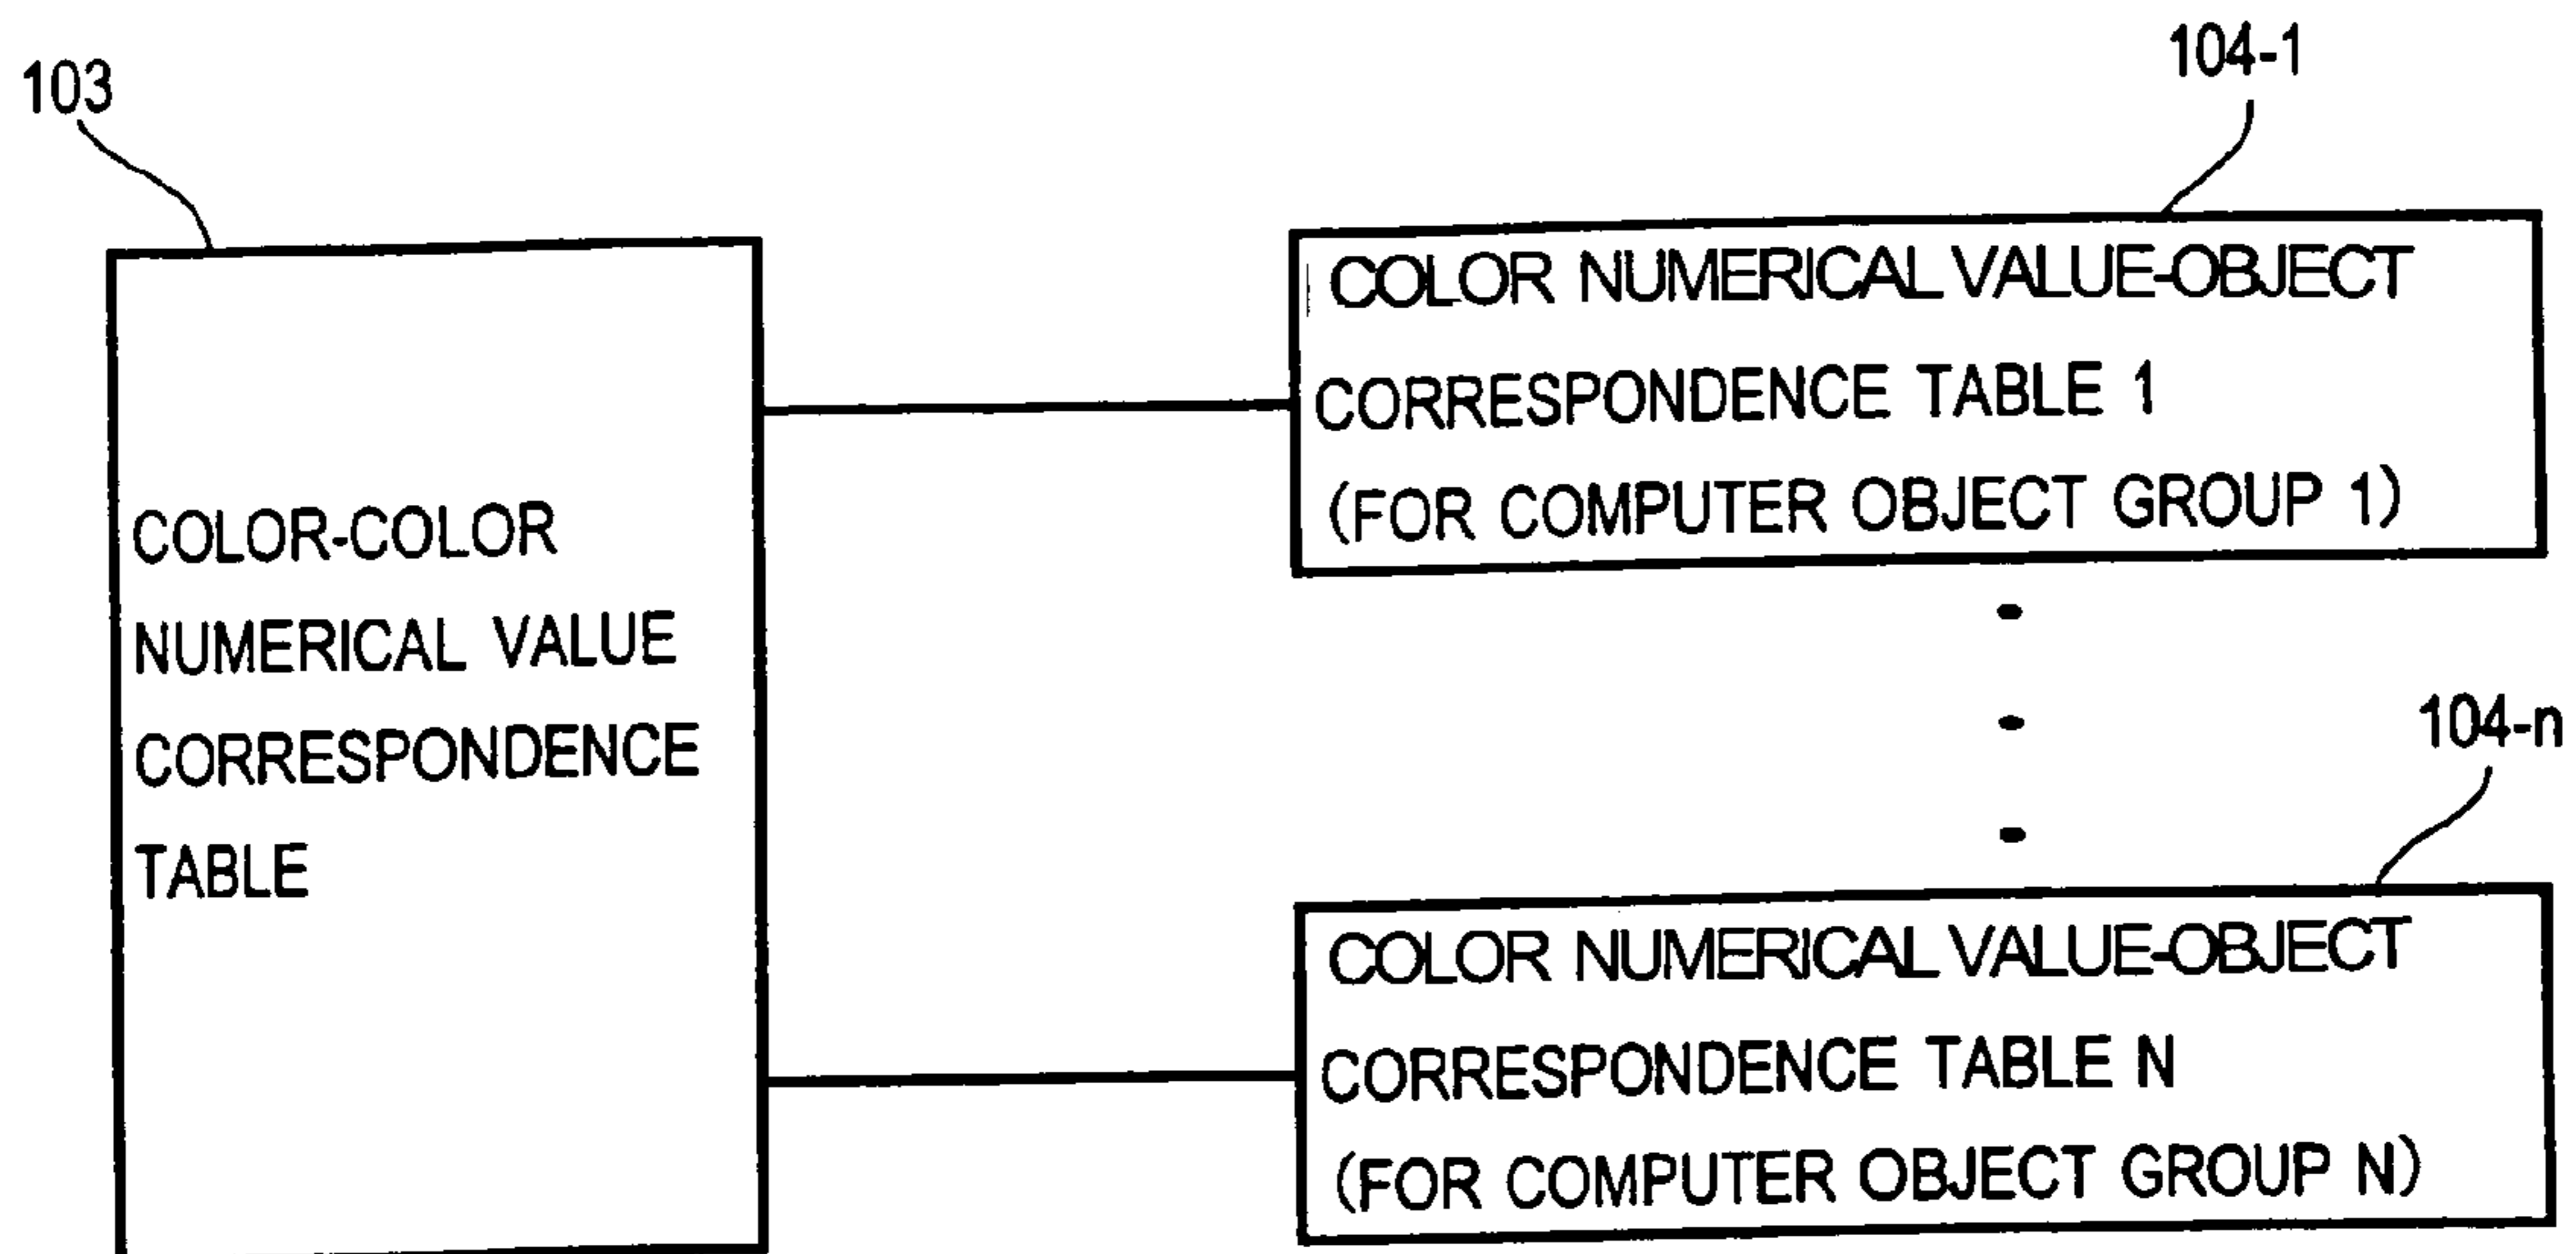 103
COLOR-COLOR
NUMERICAL VALUE
CORRESPONDENCE
TABLE
104-1
COLOR NUMERICAL VALUE-OBJECT
CORRESPONDENCE TABLE 1
(FOR COMPUTER OBJECT GROUP 1)
104-n
COLOR NUMERICAL VALUE-OBJECT
CORRESPONDENCE TABLE N
(FOR COMPUTER OBJECT GROUP N)